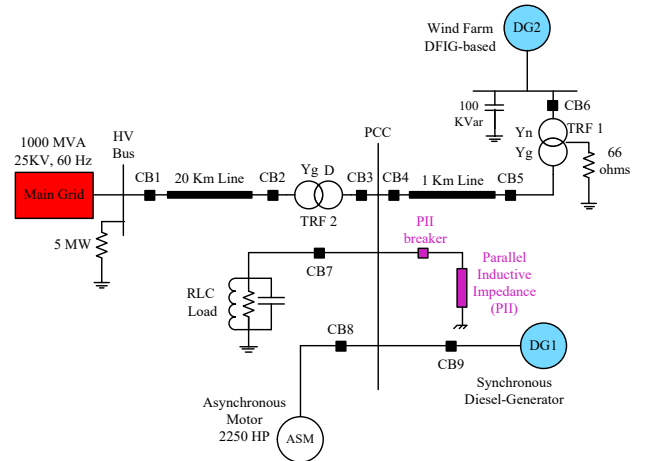 DG2
Wind Farm
DFIG-based
100
KVar
CB6
Yn
TRF 1
Yg
66
ohms
PCC
1000 MVA
25KV, 60 Hz
HV
Bus
Main Grid
CB1
20 Km Line
CB2
Yg D
TRF 2
CB3
CB4
1 Km Line
CB5
5 MW
PII
breaker
CB7
Parallel
Inductive
Impedance
(PII)
RLC
Load
CB8
CB9
DG1
Synchronous
Diesel-Generator
Asynchronous
Motor
2250 HP
ASM